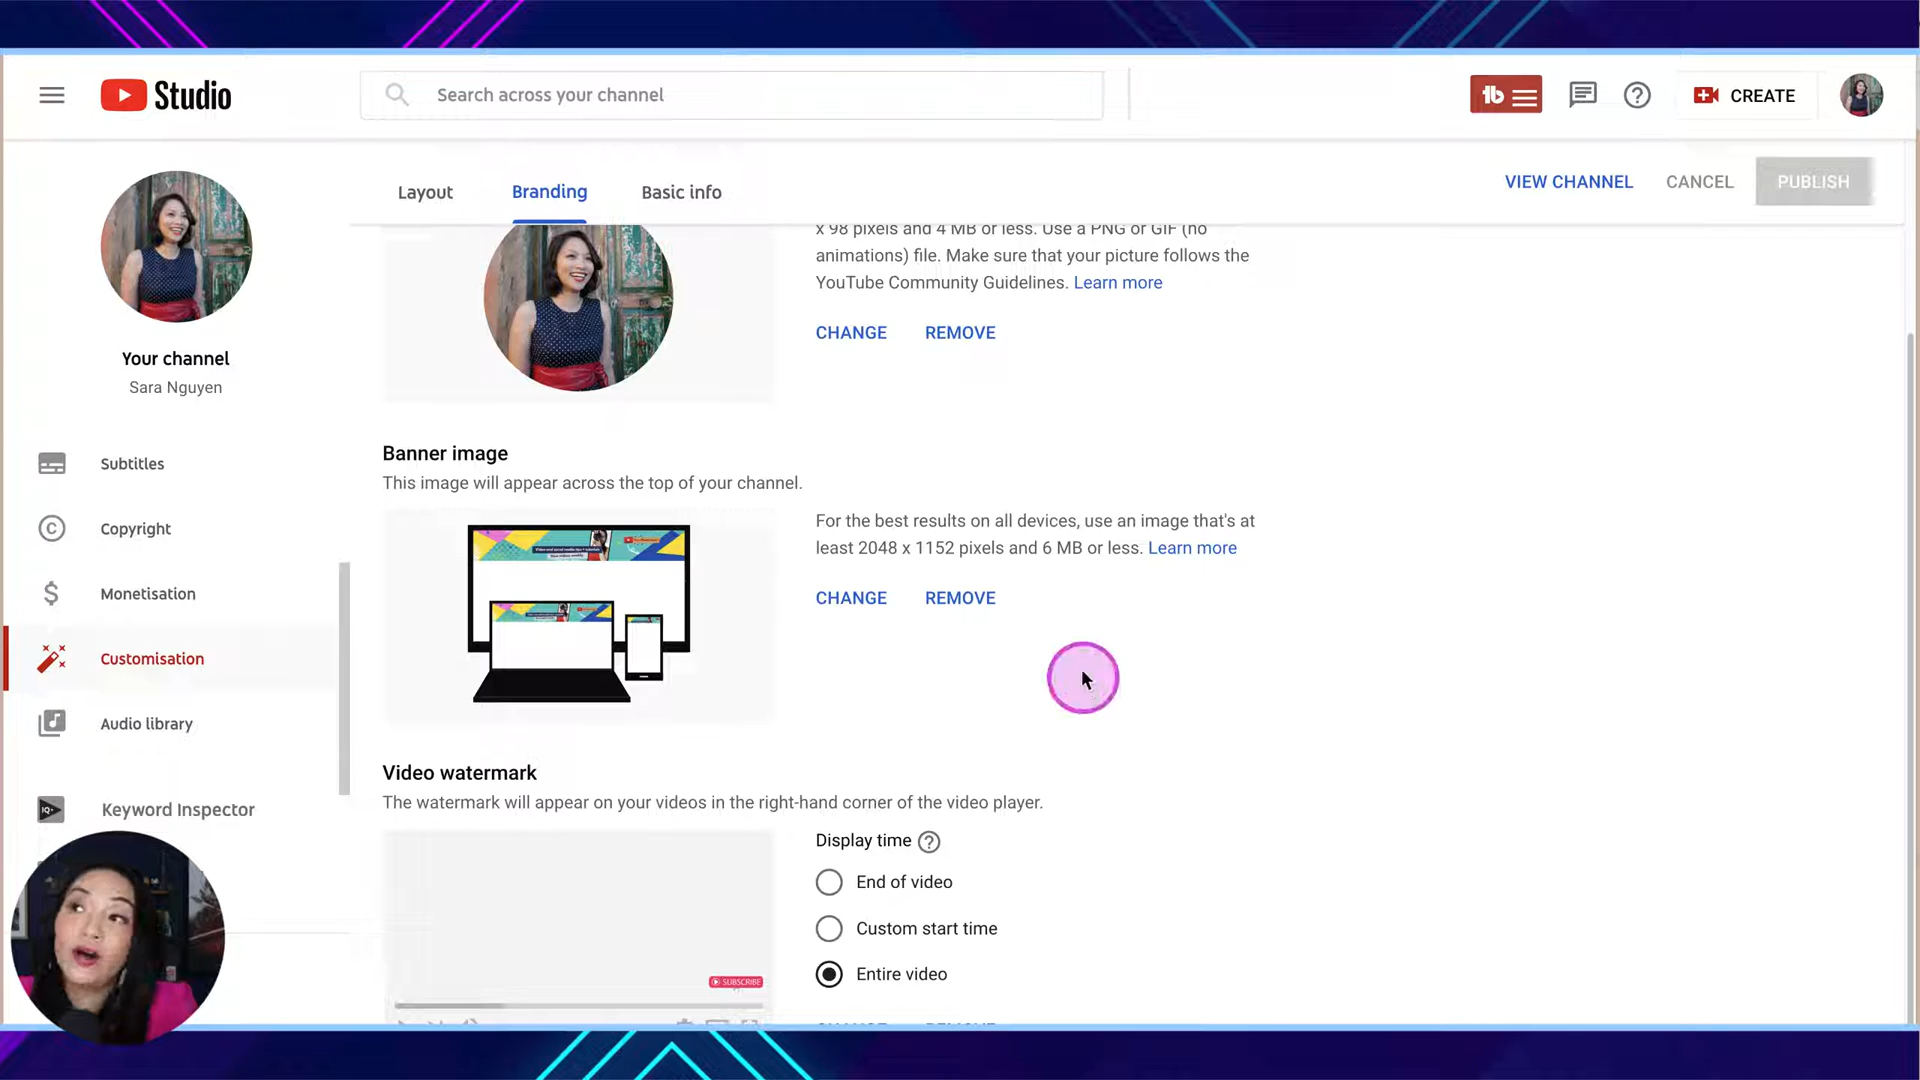 Studio
Search across your channel
CREATE
Your channel
Sara Nguyen
Subtitles
Copyright
Monetisation
Customisation
Audio library
Keyword Inspector
Layout
Branding
Basic info
VIEW CHANNEL
CANCEL
PUBLISH
x 98 pixels and 4 MB or less. Use a PNG or GIF (no
animations) file. Make sure that your picture follows the
YouTube Community Guidelines. Learn more
CHANGE
REMOVE
Banner image
This image will appear across the top of your channel.
For the best results on all devices, use an image that's at
least 2048 x 1152 pixels and 6 MB or less. Learn more
CHANGE
REMOVE
Video watermark
The watermark will appear on your videos in the right-hand corner of the video player.
Display time
End of video
Custom start time
Entire video
SUBSCRIBE